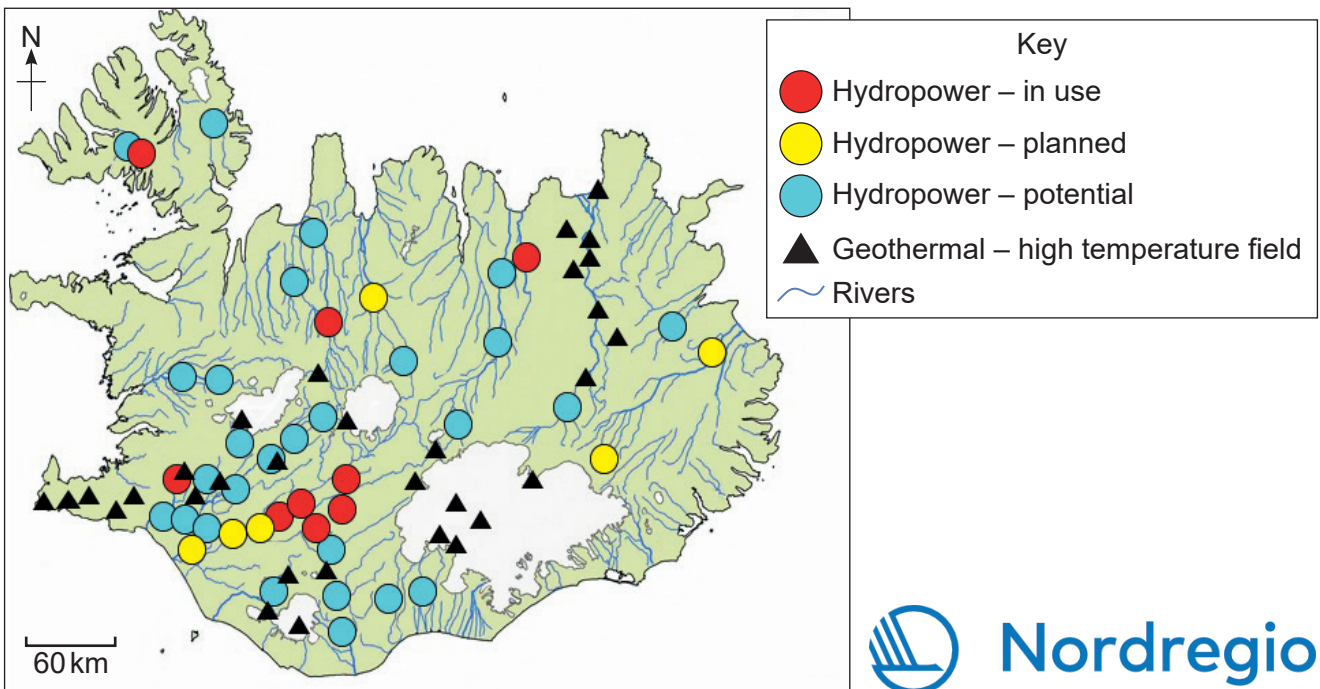 N
60 km
Key
Hydropower – in use
Hydropower – planned
Hydropower – potential
Geothermal – high temperature field
Rivers
Nordregio